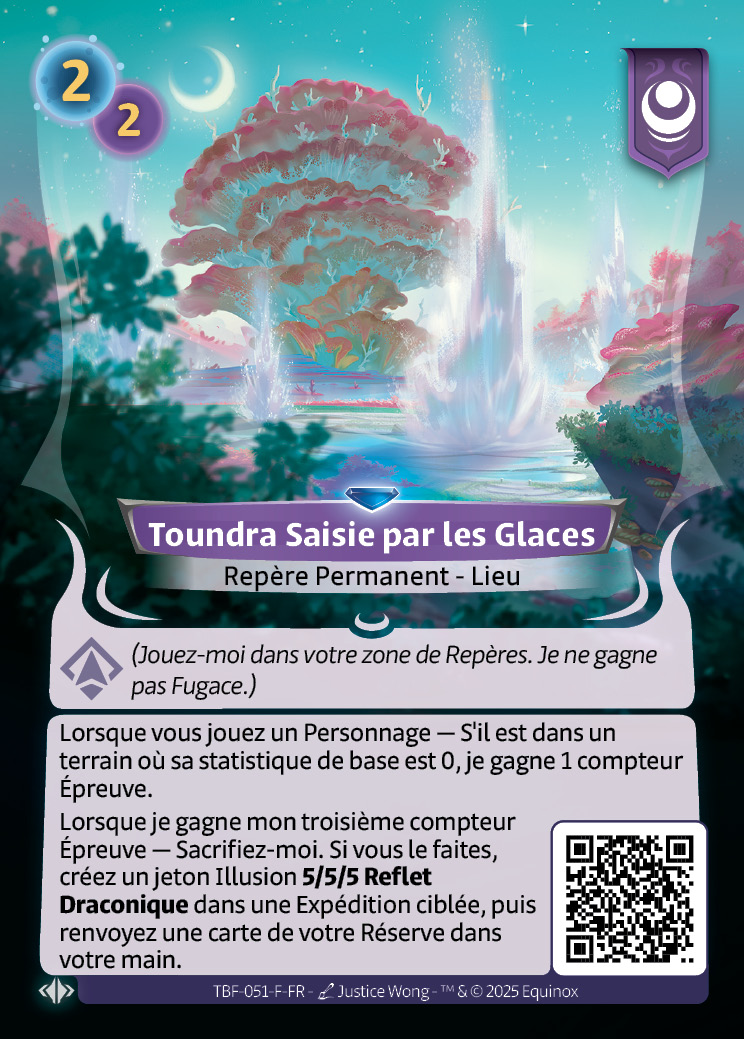 2
2
Toundra Saisie par les Glaces
Repère Permanent - Lieu
(Jouez-moi dans votre zone de Repères. Je ne gagne
pas Fugace.)
Lorsque vous jouez un Personnage — S'il est dans un
terrain où sa statistique de base est 0, je gagne 1 compteur
Épreuve.
Lorsque je gagne mon troisième compteur
Épreuve — Sacrifiez-moi. Si vous le faites,
créez un jeton Illusion 5/5/5 Reflet
Draconique dans une Expédition ciblée, puis
renvoyez une carte de votre Réserve dans
votre main.
TBF-051-F-FR - Justice Wong - ™ & © 2025 Equinox